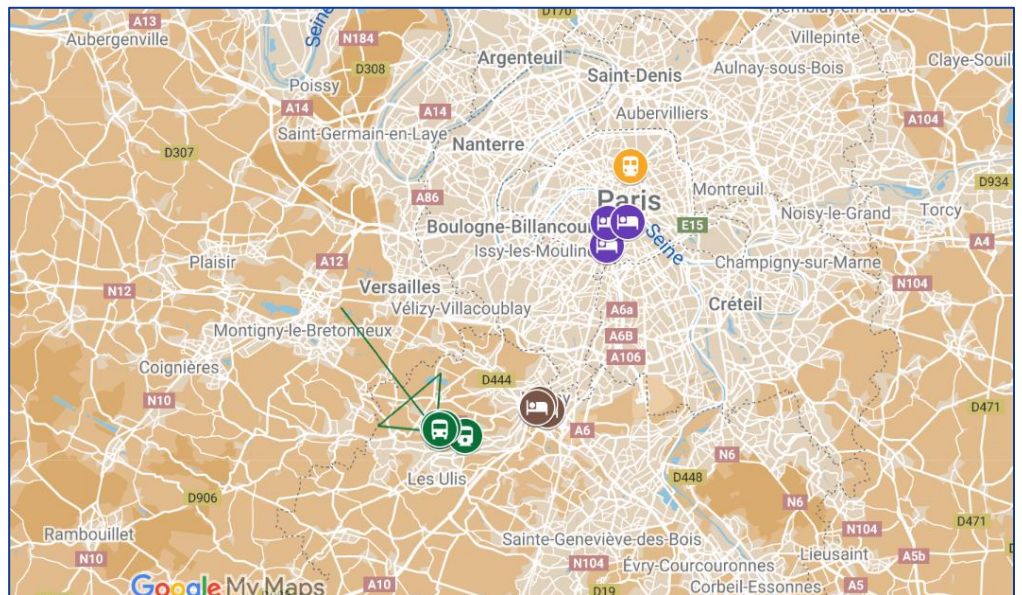 A13
D170
Tremblay-en-France
Aubergenville
Seine
N184
Villepinte
D308
Argenteuil
Claye-Souill
Poissy
Saint-Denis
Aulnay-sous-Bois
A14
A14
Aubervilliers
A104
Saint-Germain-en-Laye
Nanterre
D307
A86
Paris
Montreuil
D934
Boulogne-Billancou
E15
Noisy-le-Grand
Torcy
Seine
A4
Plaisir
A12
Issy-les-Mouline
Champigny-sur-Marne
N12
Versailles
N104
Vélizy-Villacoublay
Créteil
A6a
Montigny-le-Bretonneux
A6B
A106
Coignières
D444
N10
D471
A6
N6
Les Ulis
D448
D906
N6
Rambouillet
D471
Sainte-Geneviève-des-Bois
N104
N10
Lieusaint
A5b
N104
Évry-Courcouronnes
Google My Maps
A10
D19
Corbeil-Essonnes
A5